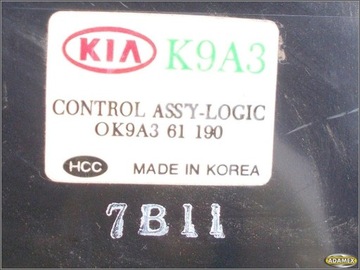 KIA K9A3
CONTROL ASS'Y-LOGIC
OK9A3 61 190
HCC MADE IN KOREA
7B11
ADAMEX